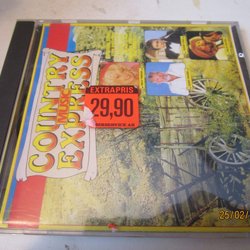 COUNTRY
MUSIC
EXPRESS
EXTRAPRIS
29,90
25/02/